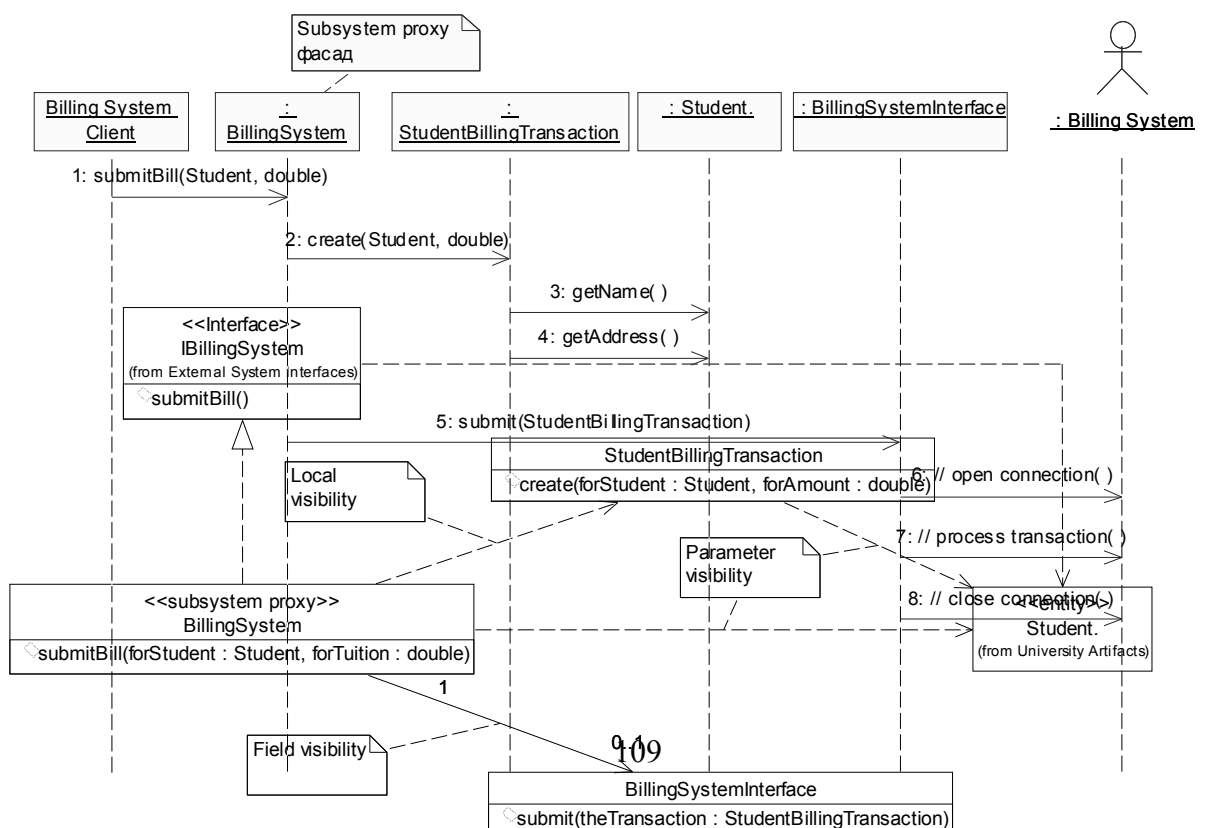 Subsystem proxy
фасад
Billing System
Client
:
BillingSystem
:
StudentBillingTransaction
: Student.
: BillingSystemInterface
: Billing System
1: submitBill(Student, double)
2: create(Student, double)
3: getName( )
4: getAddress( )
<<Interface>>
IBillingSystem
(from External System interfaces)
submitBill()
5: submit(StudentBillingTransaction)
StudentBillingTransaction
create(forStudent : Student, forAmount : double)
6: // open connection( )
Local
visibility
7: // process transaction( )
Parameter
visibility
8: // close connection( )
<<entity>>
Student.
(from University Artifacts)
<<subsystem proxy>>
BillingSystem
submitBill(forStudent : Student, forTuition : double)
1
Field visibility
0..1
109
BillingSystemInterface
submit(theTransaction : StudentBillingTransaction)